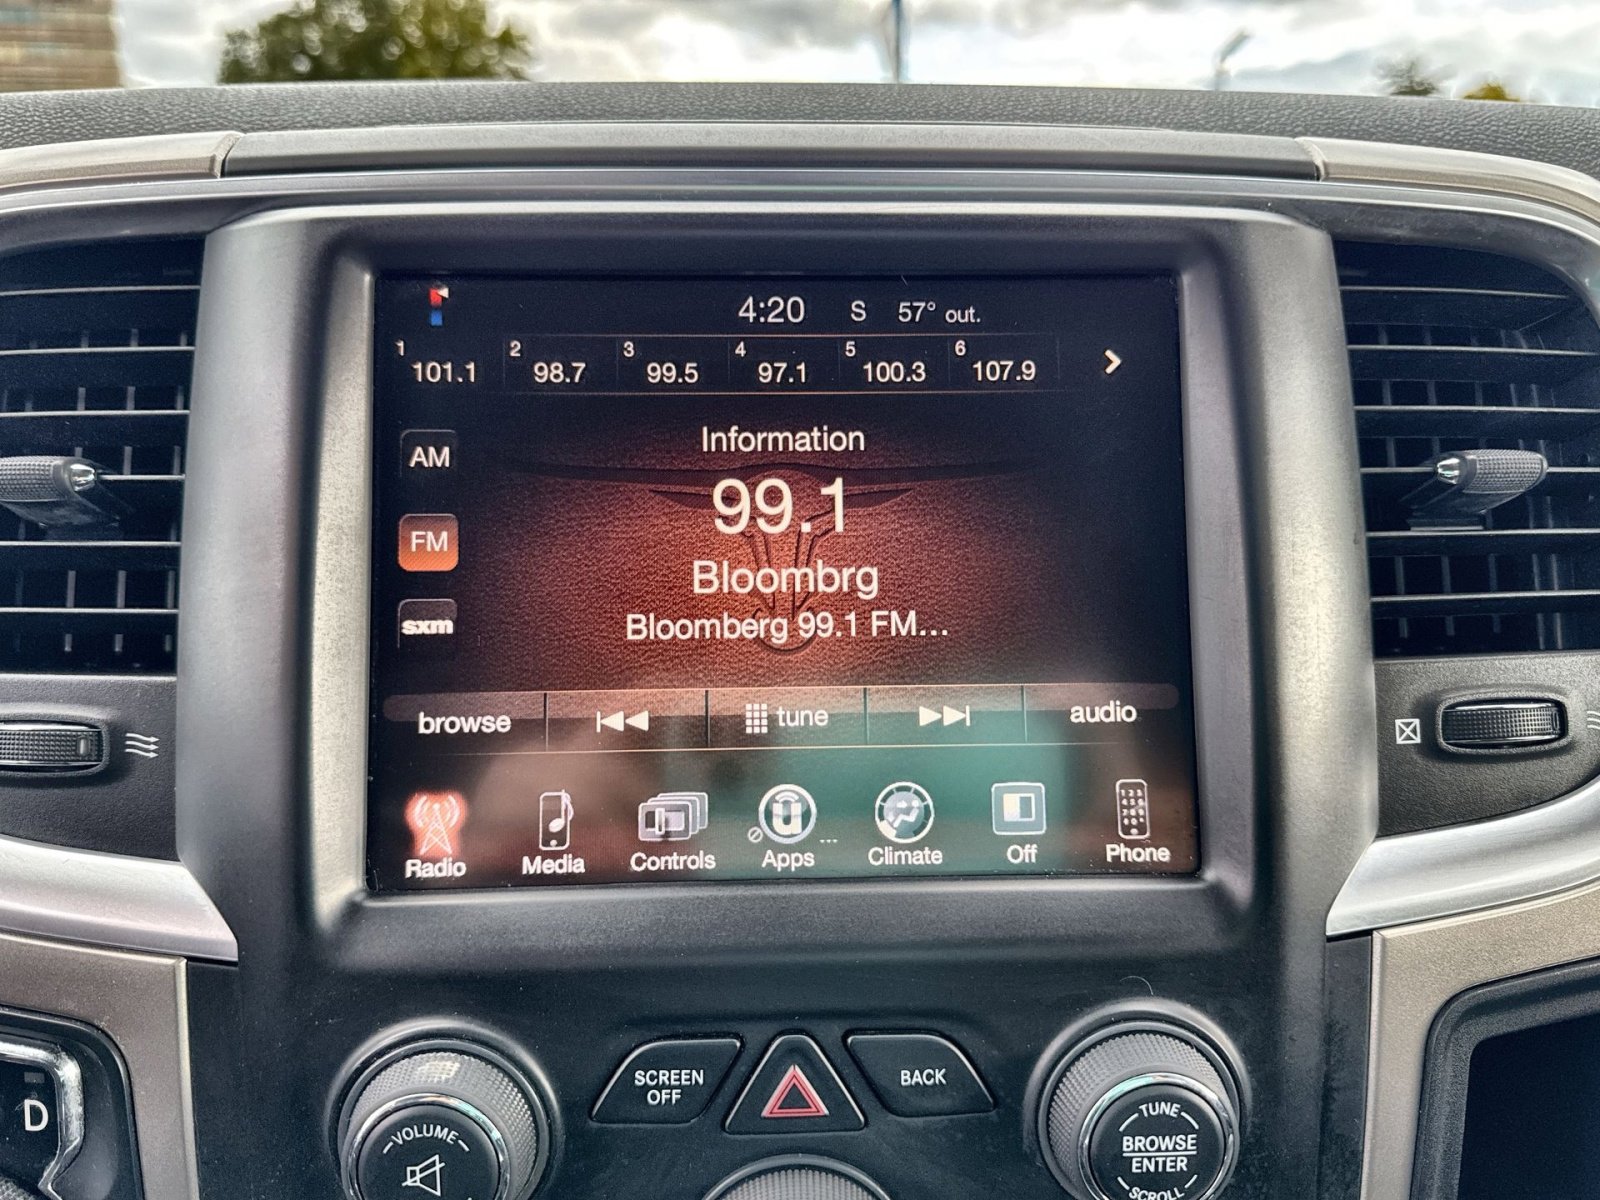 4:20 S 57° out.
1 2 3 4 5 6
101.1 98.7 99.5 97.1 100.3 107.9
Information
AM
99.1
FM
Bloombrg
sxm
Bloomberg 99.1 FM...
browse tune audio
Radio Media Controls Apps ... Climate Off Phone
SCREEN
OFF
BACK
D
VOLUME
TUNE
BROWSE
ENTER
SCROLL